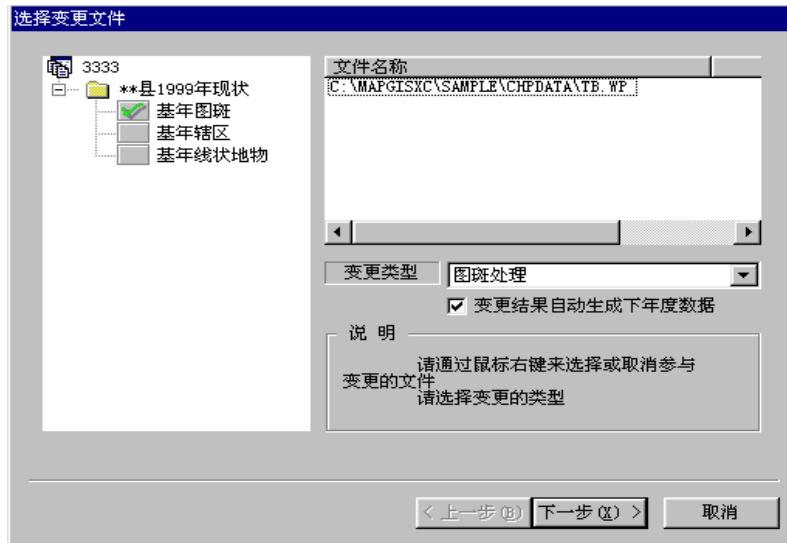 选择变更文件
3333
**县1999年现状
基年图斑
基年辖区
基年线状地物
文件名称
C:\MAPGISXC\SAMPLE\CHPDATA\TB.WP
变更类型
图斑处理
变更结果自动生成下年度数据
说 明
请通过鼠标右键来选择或取消参与
变更的文件
请选择变更的类型
< 上一步(B)
下一步(X) >
取消